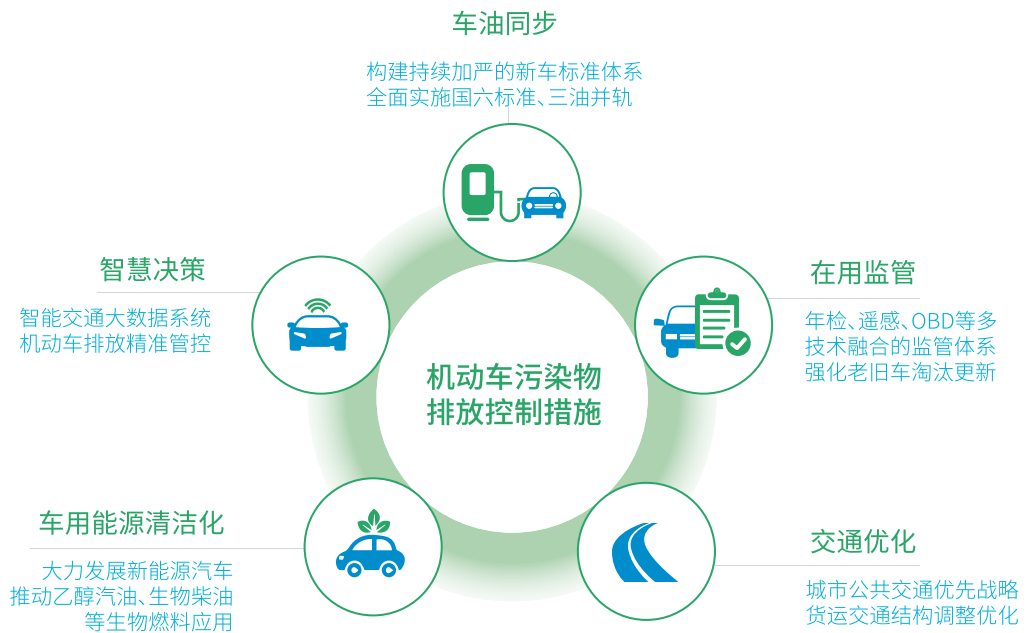 车油同步
构建持续加严的新车标准体系
全面实施国六标准、三油并轨
智慧决策
智能交通大数据系统
机动车排放精准管控
在用监管
年检、遥感、OBD等多
技术融合的监管体系
强化老旧车淘汰更新
机动车污染物
排放控制措施
车用能源清洁化
大力发展新能源汽车
推动乙醇汽油、生物柴油
等生物燃料应用
交通优化
城市公共交通优先战略
货运交通结构调整优化